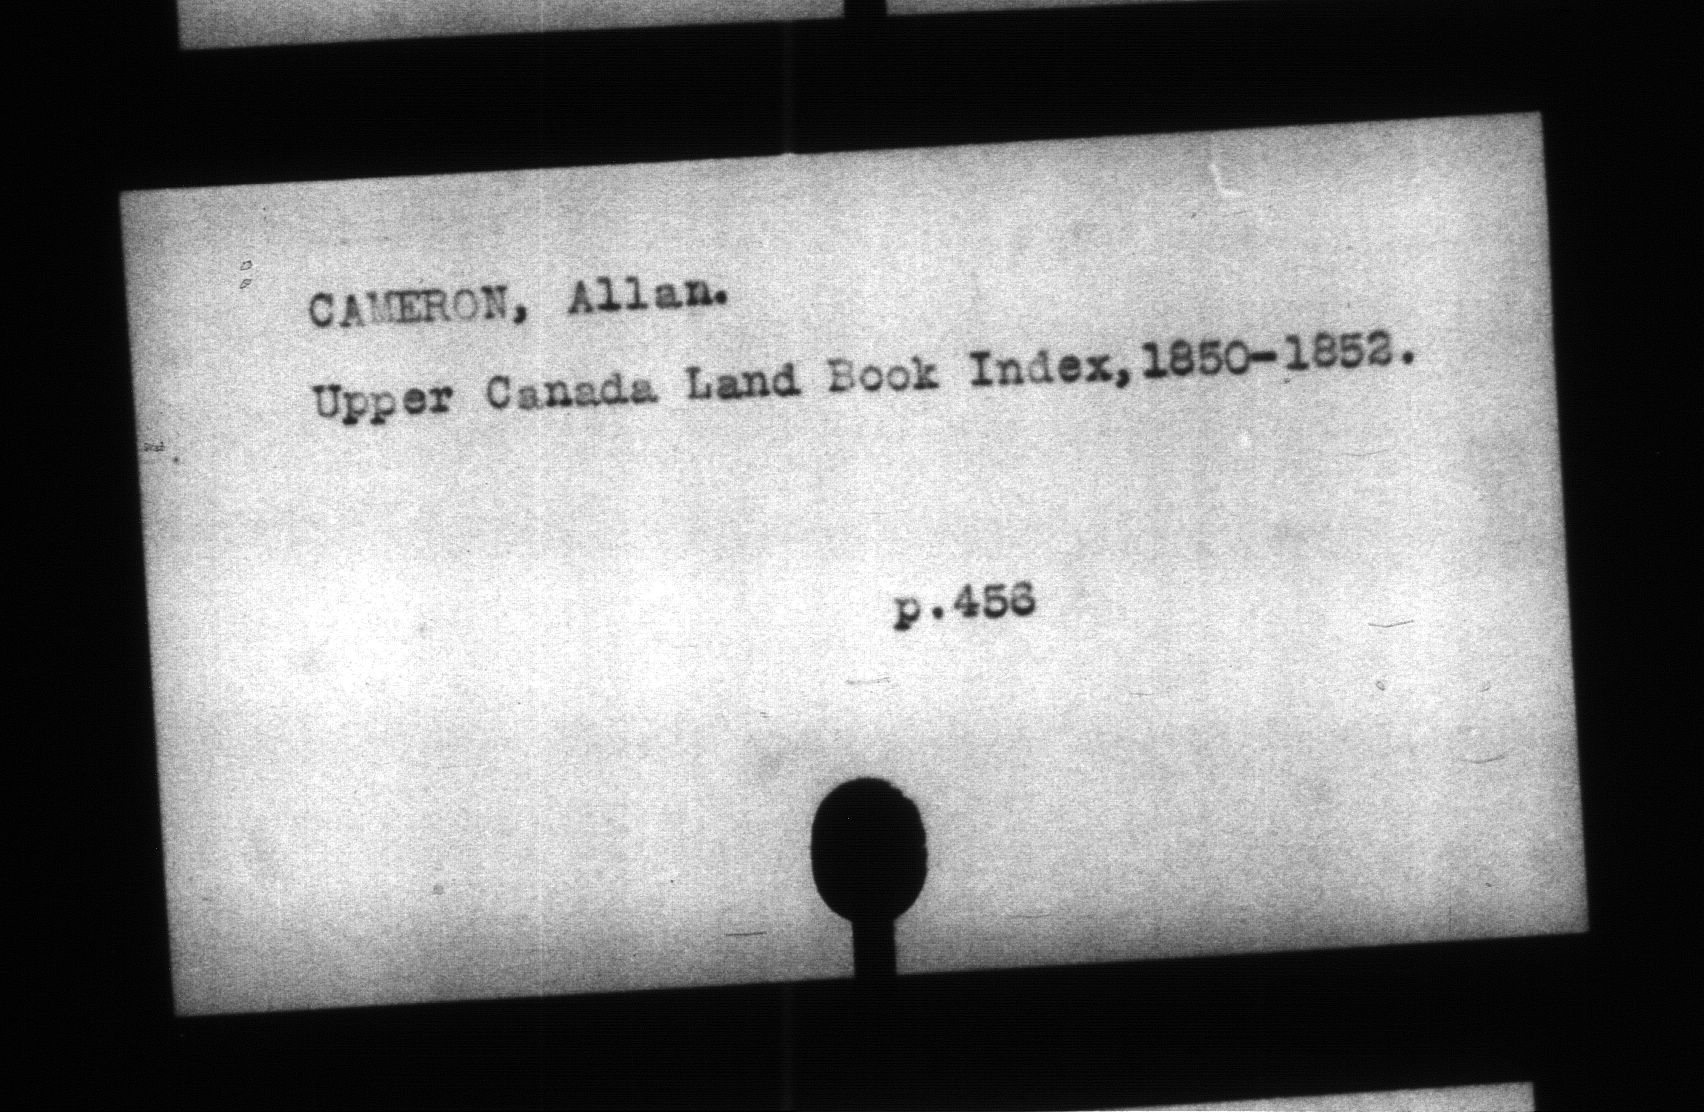 CAMERON, Allan.
Upper Canada Land Book Index,1850-1852.
p.456